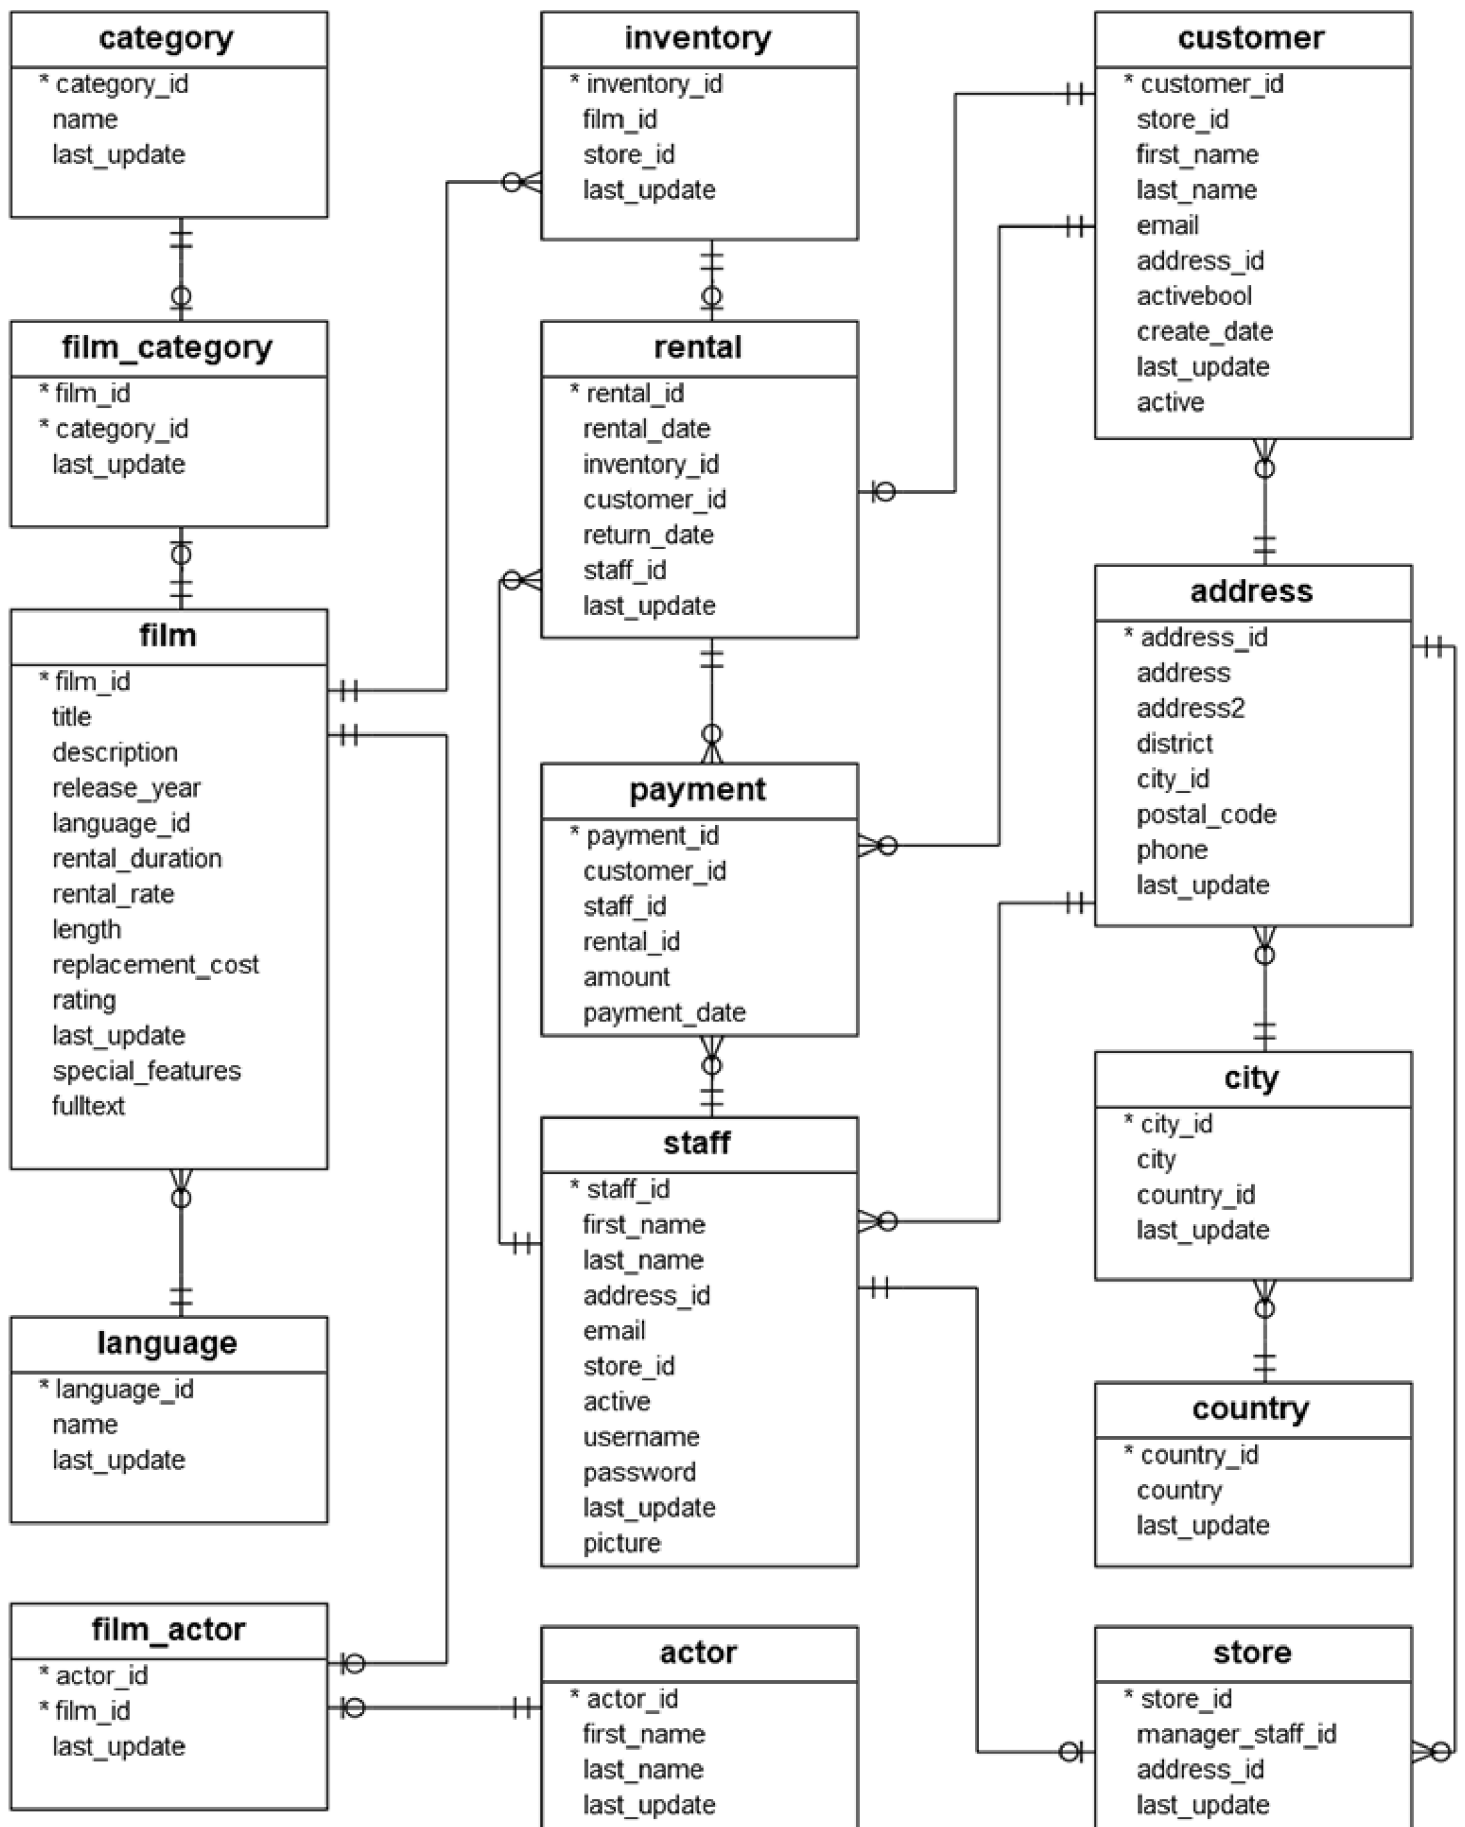 category
* category_id
name
last_update
film_category
* film_id
* category_id
last_update
film
* film_id
title
description
release_year
language_id
rental_duration
rental_rate
length
replacement_cost
rating
last_update
special_features
fulltext
language
* language_id
name
last_update
film_actor
* actor_id
* film_id
last_update
inventory
* inventory_id
film_id
store_id
last_update
rental
* rental_id
rental_date
inventory_id
customer_id
return_date
staff_id
last_update
payment
* payment_id
customer_id
staff_id
rental_id
amount
payment_date
staff
* staff_id
first_name
last_name
address_id
email
store_id
active
username
password
last_update
picture
actor
* actor_id
first_name
last_name
last_update
customer
* customer_id
store_id
first_name
last_name
email
address_id
activebool
create_date
last_update
active
address
* address_id
address
address2
district
city_id
postal_code
phone
last_update
city
* city_id
city
country_id
last_update
country
* country_id
country
last_update
store
* store_id
manager_staff_id
address_id
last_update